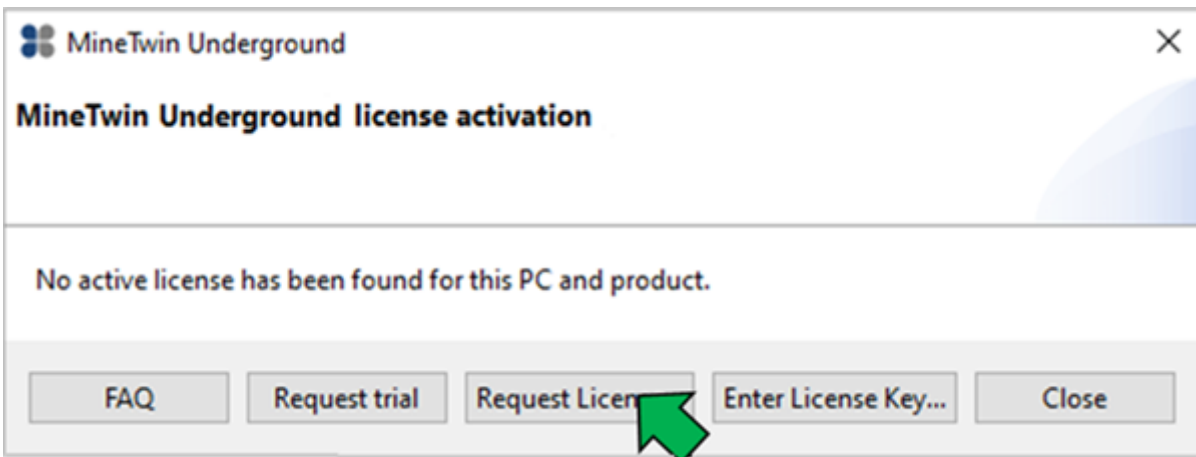 MineTwin Underground
MineTwin Underground license activation
No active license has been found for this PC and product.
FAQ
Request trial
Request
Enter License Key...
Close